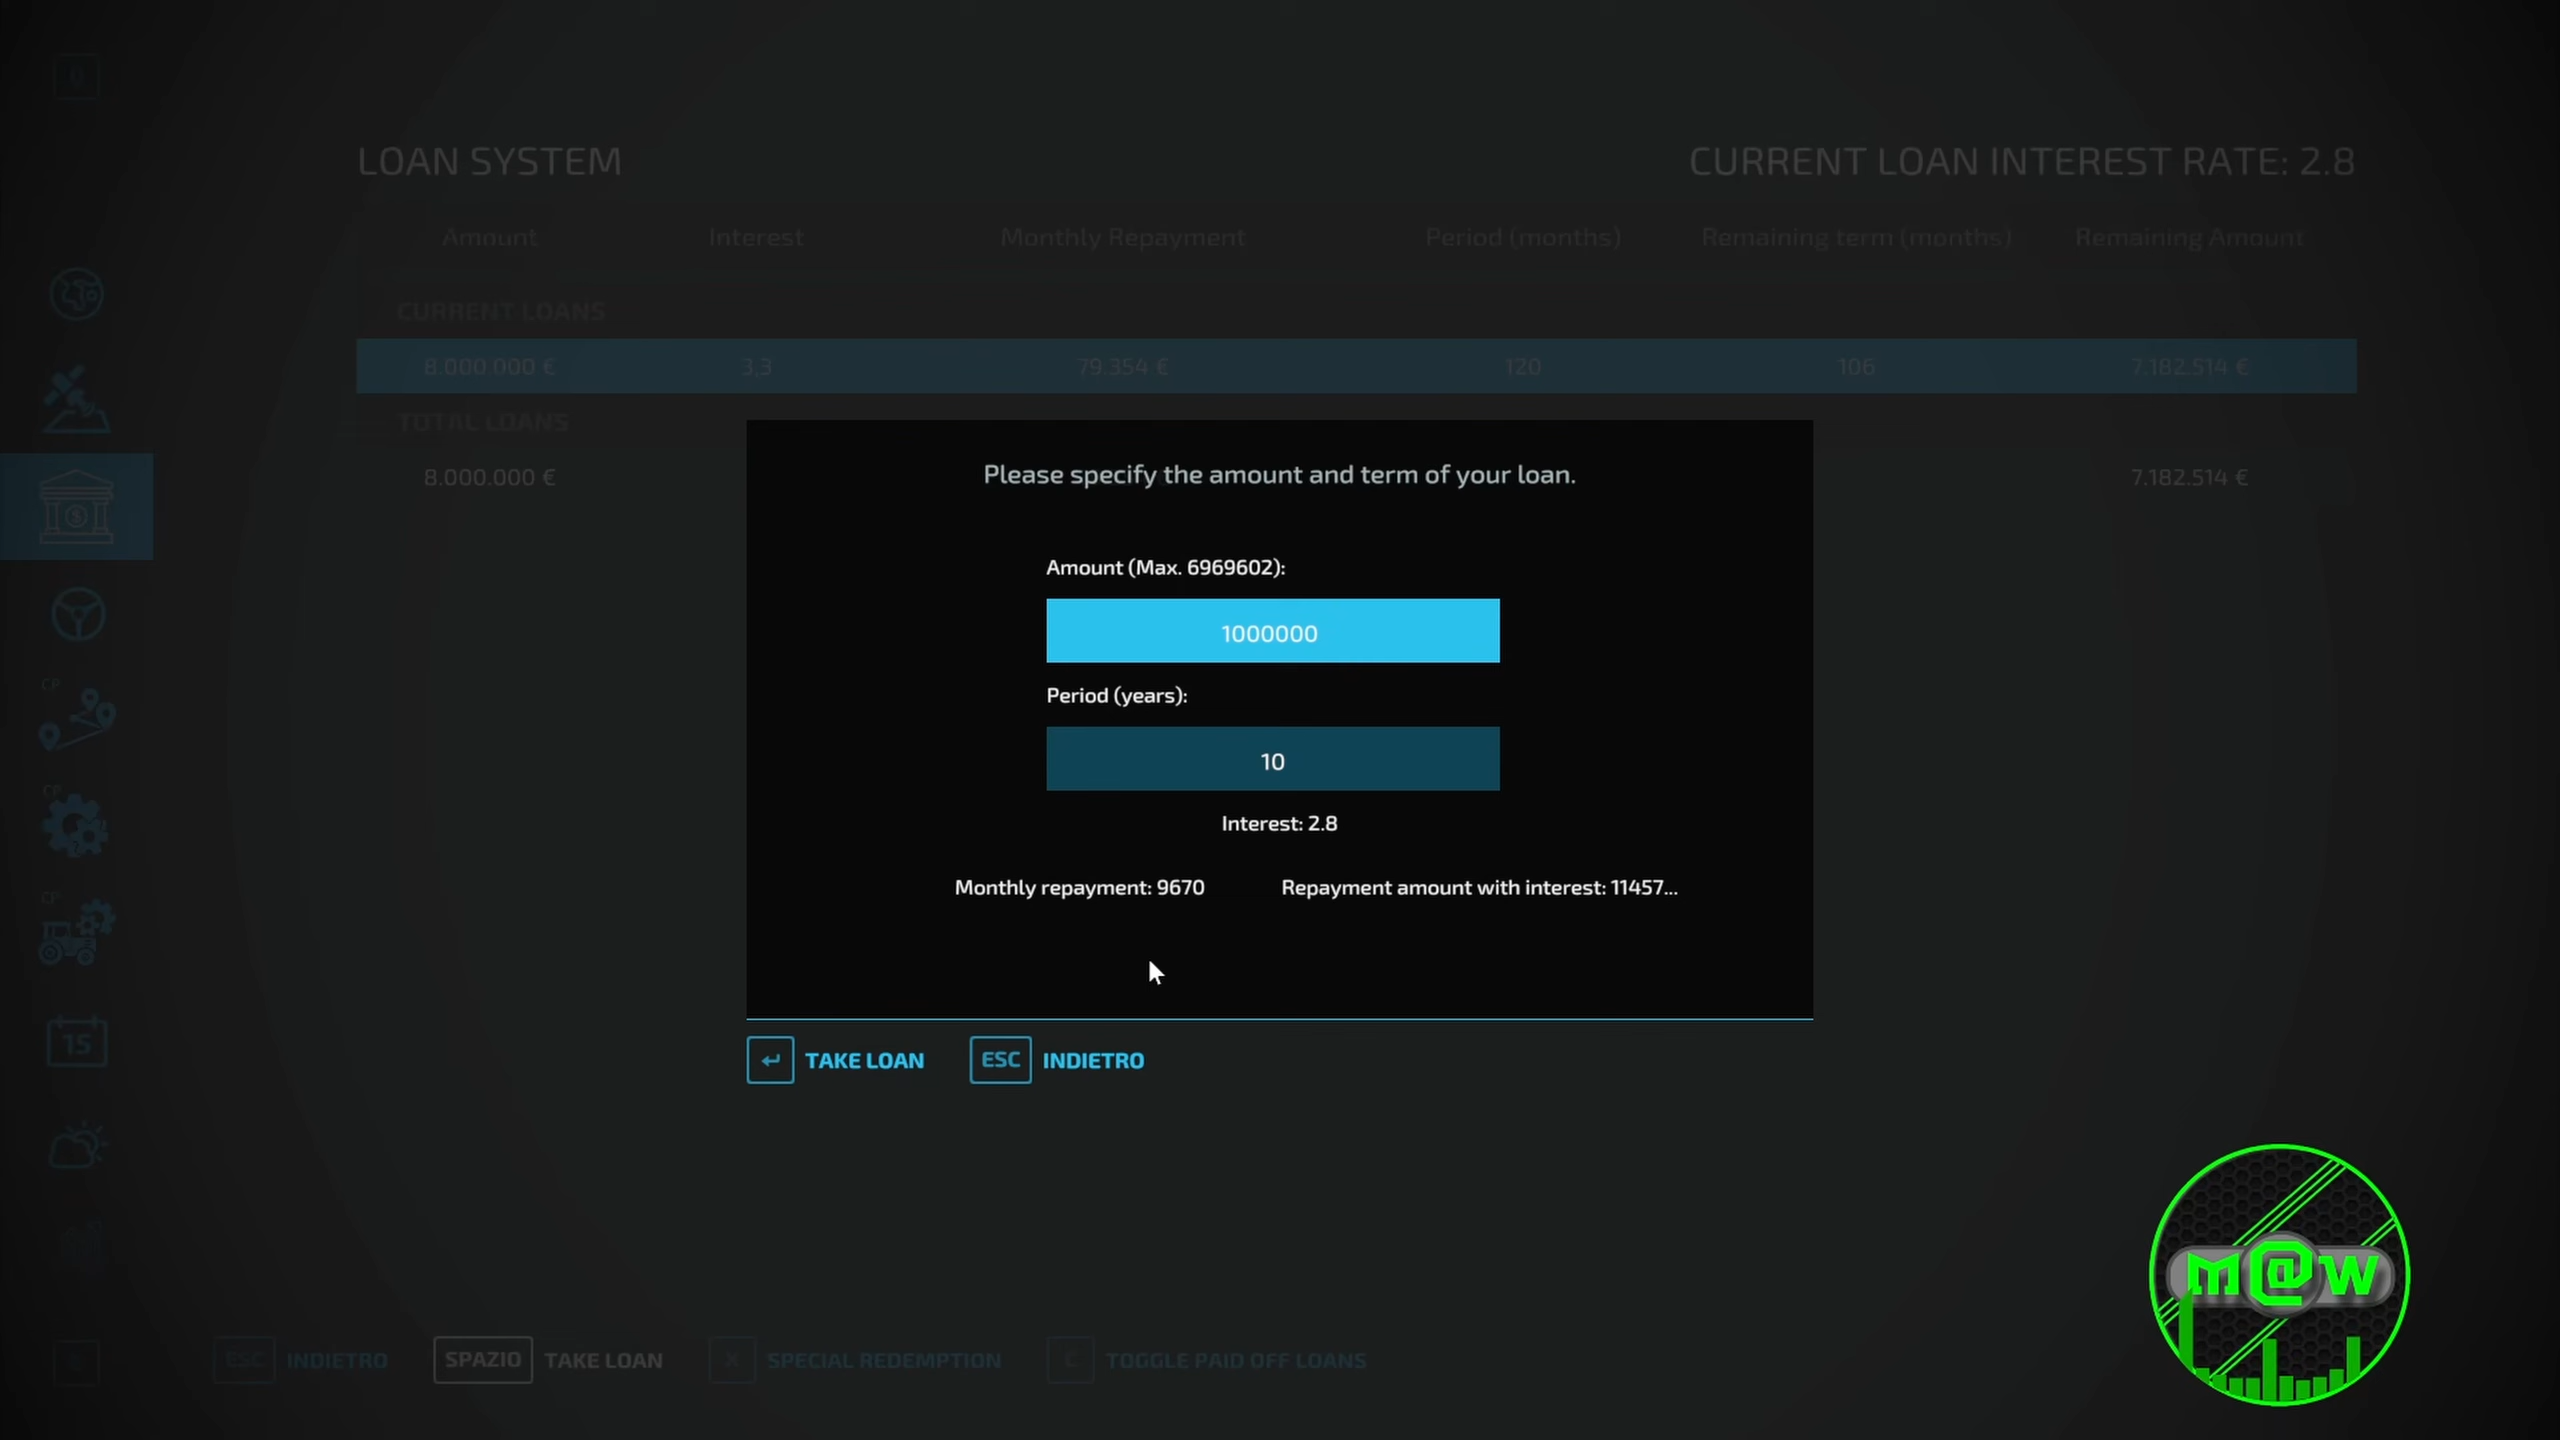 LOAN SYSTEM
CURRENT LOAN INTEREST RATE: 2.8
Amount Interest Monthly Repayment Period (months) Remaining term (months) Remaining Amount
CURRENT LOANS
8.000.000 € 3,3 79.354 € 120 106 7.182.514 €
TOTAL LOANS
8.000.000 € 7.182.514 €
Please specify the amount and term of your loan.
Amount (Max. 6969602):
1000000
Period (years):
10
Interest: 2.8
Monthly repayment: 9670 Repayment amount with interest: 11457...
TAKE LOAN ESC INDIETRO
CP
CP
CP
15
m@w
ESC INDIETRO SPAZIO TAKE LOAN X SPECIAL REDEMPTION C TOGGLE PAID OFF LOANS